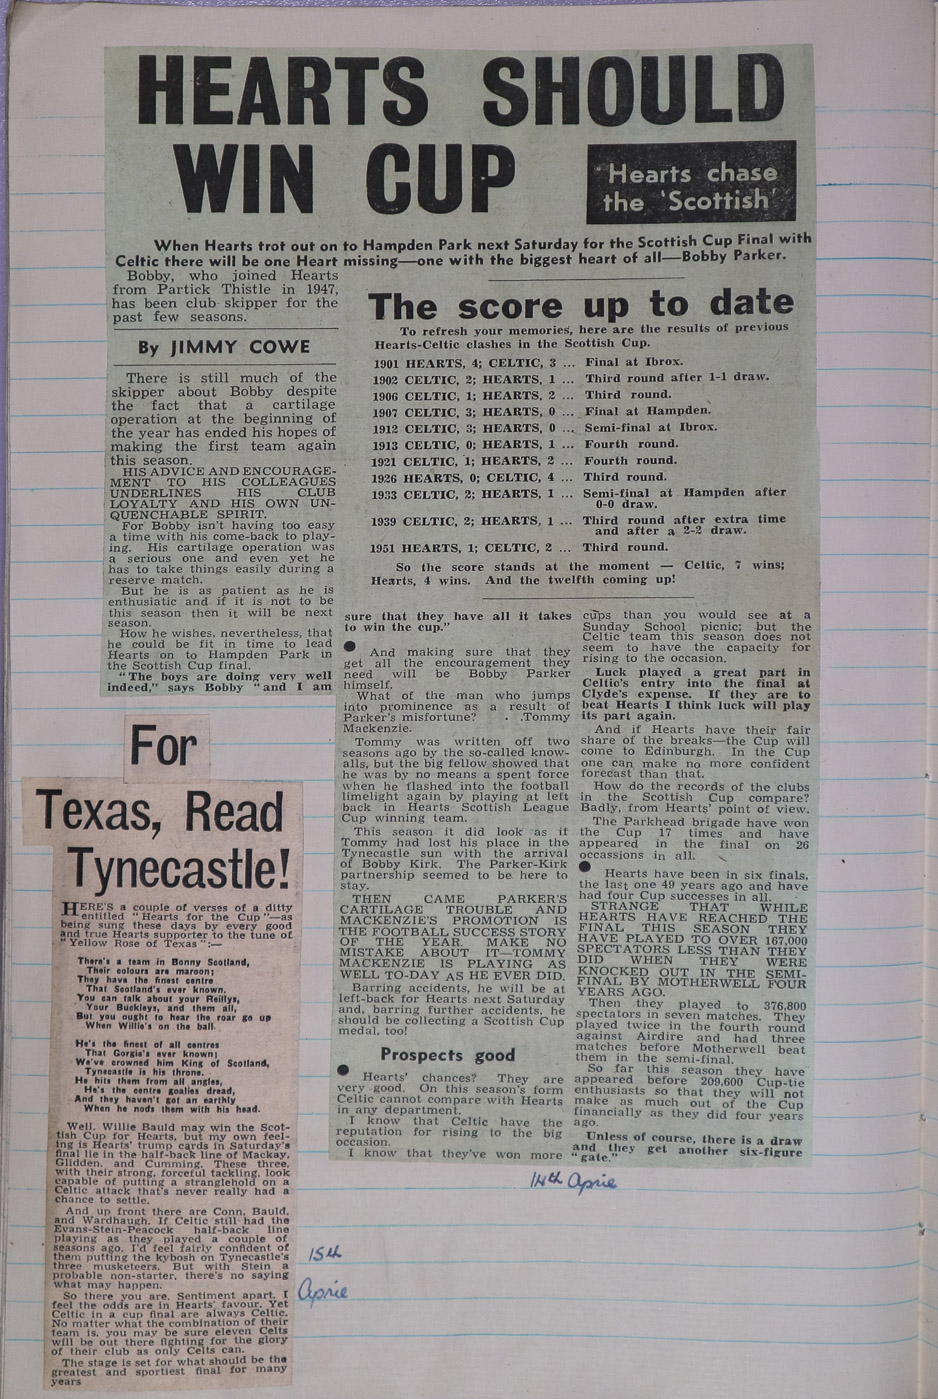 HEARTS SHOULD
WIN CUP
Hearts chase
the 'Scottish'
When Hearts trot out on to Hampden Park next Saturday for the Scottish Cup Final with
Celtic there will be one Heart missing—one with the biggest heart of all—Bobby Parker.
Bobby, who joined Hearts
from Partick Thistle in 1947,
has been club skipper for the
past few seasons.
By JIMMY COWE
There is still much of the
skipper about Bobby despite
the fact that a cartilage
operation at the beginning of
the year has ended his hopes of
making the first team again
this season.
HIS ADVICE AND ENCOURAGE-
MENT TO HIS COLLEAGUES
UNDERLINES HIS CLUB
LOYALTY AND HIS OWN UN-
QUENCHABLE SPIRIT.
For Bobby isn't having too easy
a time with his come-back to play-
ing. His cartilage operation was
a serious one and even yet he
has to take things easily during a
reserve match.
But he is as patient as he is
enthusiatic and if it is not to be
this season then it will be next
season.
How he wishes, nevertheless, that
he could be fit in time to lead
Hearts on to Hampden Park in
the Scottish Cup final.
"The boys are doing very well
indeed," says Bobby "and I am
The score up to date
To refresh your memories, here are the results of previous
Hearts-Celtic clashes in the Scottish Cup.
1901 HEARTS, 4; CELTIC, 3 ... Final at Ibrox.
1902 CELTIC, 2; HEARTS, 1 ... Third round after 1-1 draw.
1906 CELTIC, 1; HEARTS, 2 ... Third round.
1907 CELTIC, 3; HEARTS, 0 ... Final at Hampden.
1912 CELTIC, 3; HEARTS, 0 ... Semi-final at Ibrox.
1913 CELTIC, 0; HEARTS, 1 ... Fourth round.
1921 CELTIC, 1; HEARTS, 2 ... Fourth round.
1926 HEARTS, 0; CELTIC, 4 ... Third round.
1933 CELTIC, 2; HEARTS, 1 ... Semi-final at Hampden after
0-0 draw.
1939 CELTIC, 2; HEARTS, 1 ... Third round after extra time
and after a 2-2 draw.
1951 HEARTS, 1; CELTIC, 2 ... Third round.
So the score stands at the moment — Celtic, 7 wins;
Hearts, 4 wins. And the twelfth coming up!
sure that they have all it takes
to win the cup."
And making sure that they
get all the encouragement they
need will be Bobby Parker
himself.
What of the man who jumps
into prominence as a result of
Parker's misfortune? . .Tommy
Mackenzie.
Tommy was written off two
seasons ago by the so-called know-
alls, but the big fellow showed that
he was by no means a spent force
when he flashed into the football
limelight again by playing at left
back in Hearts Scottish League
Cup winning team.
This season it did look as if
Tommy had lost his place in the
Tynecastle sun with the arrival
of Bobby Kirk. The Parker-Kirk
partnership seemed to be here to
stay.
THEN CAME PARKER'S
CARTILAGE TROUBLE AND
MACKENZIE'S PROMOTION IS
THE FOOTBALL SUCCESS STORY
OF THE YEAR. MAKE NO
MISTAKE ABOUT IT—TOMMY
MACKENZIE IS PLAYING AS
WELL TO-DAY AS HE EVER DID.
Barring accidents, he will be at
left-back for Hearts next Saturday
and, barring further accidents, he
should be collecting a Scottish Cup
medal, too!
Prospects good
Hearts' chances? They are
very good. On this season's form
Celtic cannot compare with Hearts
in any department.
I know that Celtic have the
reputation for rising to the big
occasion.
I know that they've won more
cups than you would see at a
Sunday School picnic; but the
Celtic team this season does not
seem to have the capacity for
rising to the occasion.
Luck played a great part in
Celtic's entry into the final at
Clyde's expense. If they are to
beat Hearts I think luck will play
its part again.
And if Hearts have their fair
share of the breaks—the Cup will
come to Edinburgh. In the Cup
one can make no more confident
forecast than that.
How do the records of the clubs
in the Scottish Cup compare?
Badly, from Hearts' point of view.
The Parkhead brigade have won
the Cup 17 times and have
appeared in the final on 26
occassions in all.
Hearts have been in six finals,
the last one 49 years ago and have
had four Cup successes in all.
STRANGE THAT WHILE
HEARTS HAVE REACHED THE
FINAL THIS SEASON THEY
HAVE PLAYED TO OVER 167,000
SPECTATORS LESS THAN THEY
DID WHEN THEY WERE
KNOCKED OUT IN THE SEMI-
FINAL BY MOTHERWELL FOUR
YEARS AGO.
Then they played to 376,800
spectators in seven matches. They
played twice in the fourth round
against Airdire and had three
matches before Motherwell beat
them in the semi-final.
So far this season they have
appeared before 209,600 Cup-tie
enthusiasts so that they will not
make as much out of the Cup
financially as they did four years
ago.
Unless of course, there is a draw
and they get another six-figure
"gate."
14th Aprie
For
Texas, Read
Tynecastle!
HERE'S a couple of verses of a ditty
entitled "Hearts for the Cup"—as
being sung these days by every good
and true Hearts supporter to the tune of
"Yellow Rose of Texas":—
There's a team in Bonny Scotland,
Their colours are maroon;
They have the finest centre
That Scotland's ever known.
You can talk about your Reillys,
Your Buckleys, and them all,
But you ought to hear the roar go up
When Willie's on the ball.
He's the finest of all centres
That Gorgie's ever known;
We've crowned him King of Scotland,
Tynecastle is his throne.
He hits them from all angles,
He's the centre goalies dread,
And they haven't got an earthly
When he nods them with his head.
Well, Willie Bauld may win the Scot-
tish Cup for Hearts, but my own feel-
ing is Hearts' trump cards in Saturday's
final lie in the half-back line of Mackay,
Glidden, and Cumming. These three,
with their strong, forceful tackling, look
capable of putting a stranglehold on a
Celtic attack that's never really had a
chance to settle.
And up front there are Conn, Bauld,
and Wardhaugh. If Celtic still had the
Evans-Stein-Peacock half-back line
playing as they played a couple of
seasons ago, I'd feel fairly confident of
them putting the kybosh on Tynecastle's
three musketeers. But with Stein a
probable non-starter, there's no saying
what may happen.
So there you are. Sentiment apart, I
feel the odds are in Hearts' favour. Yet
Celtic in a cup final are always Celtic.
No matter what the combination of their
team is, you may be sure eleven Celts
will be out there fighting for the glory
of their club as only Celts can.
The stage is set for what should be the
greatest and sportiest final for many
years
15th
Aprie